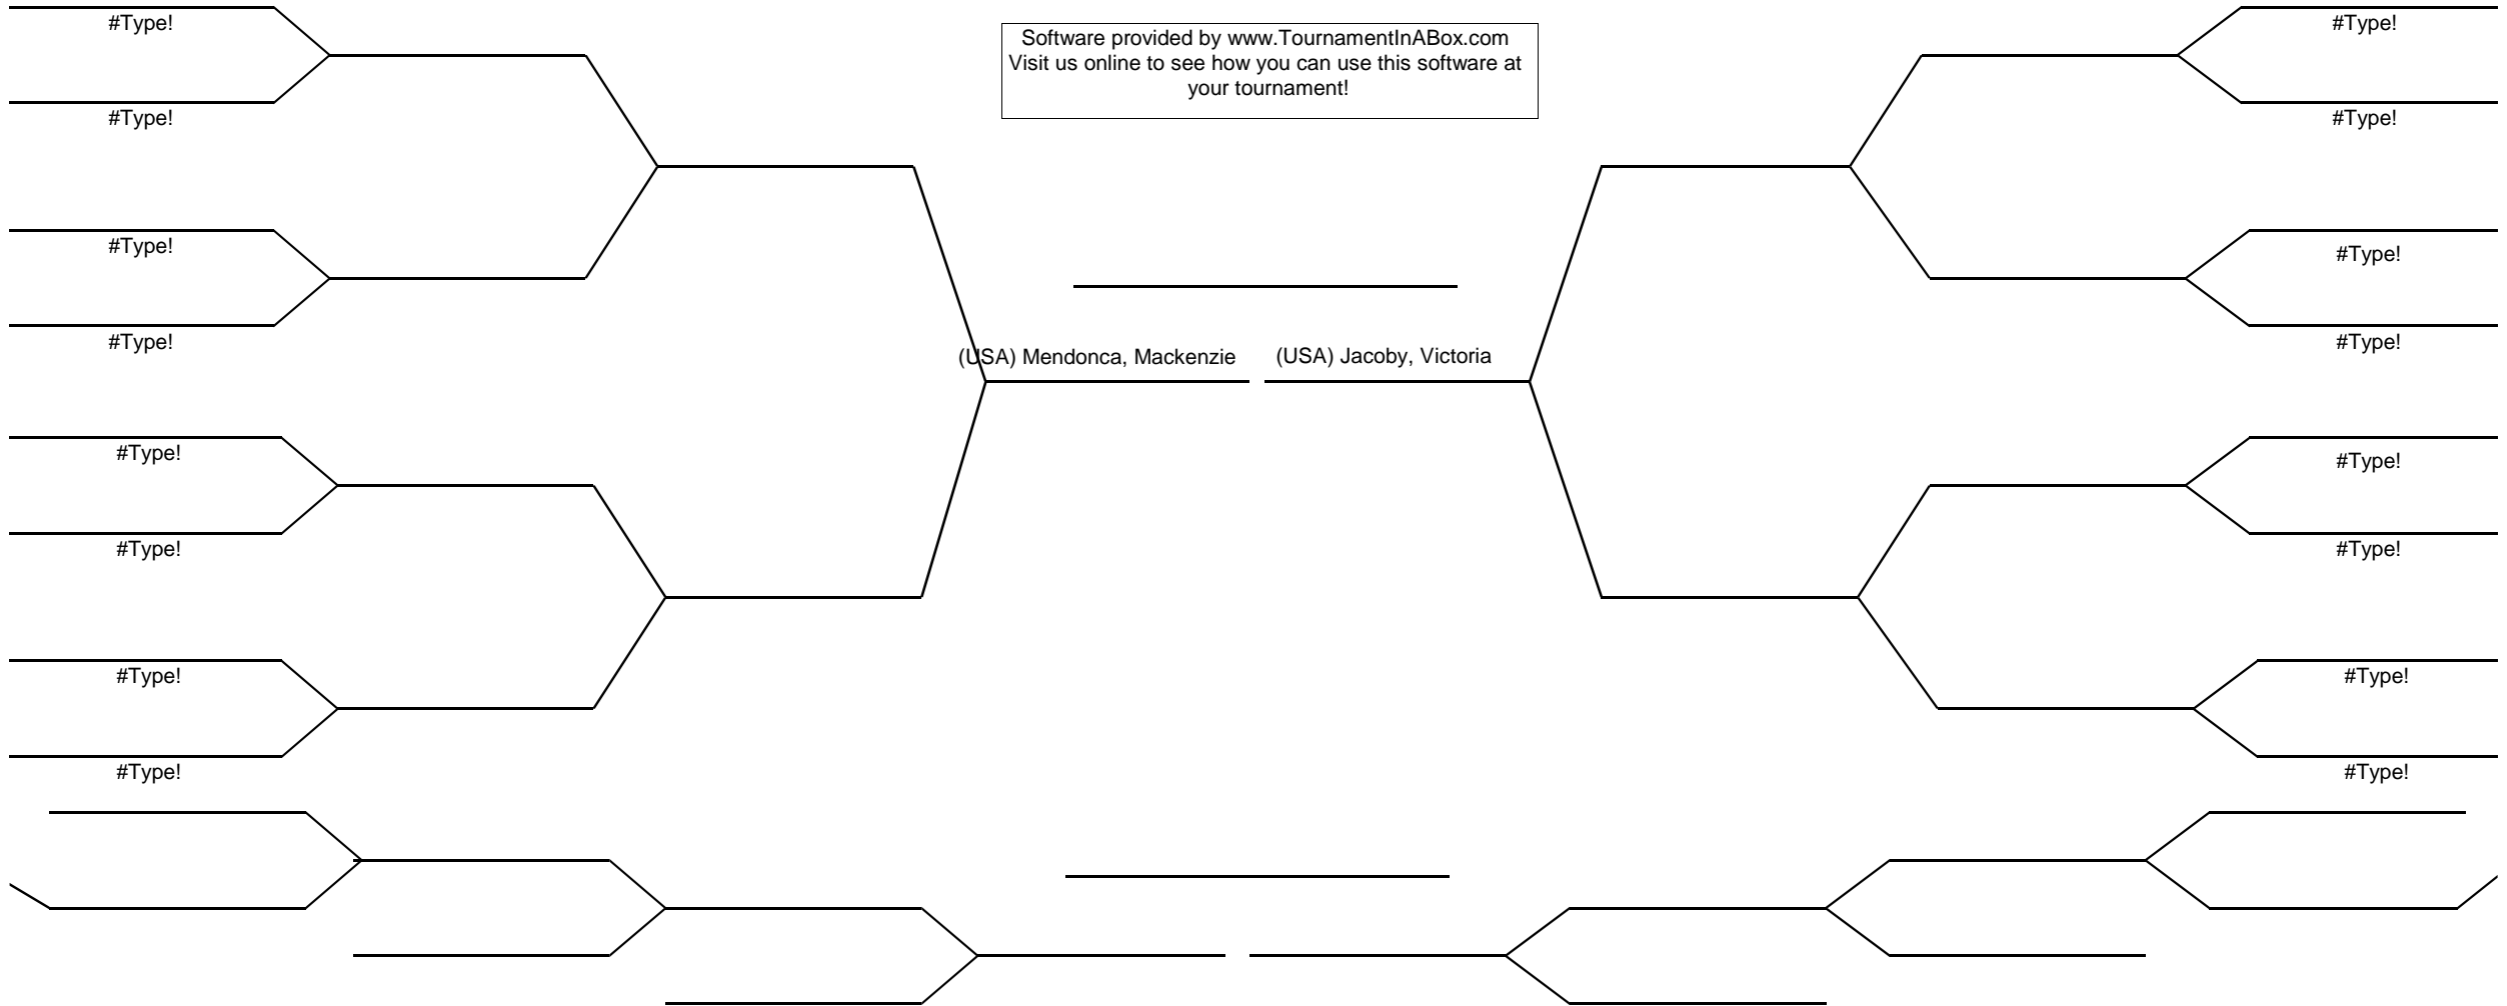 #Type!
#Type!
Software provided by www.TournamentInABox.com
Visit us online to see how you can use this software at
your tournament!
#Type!
#Type!
#Type!
#Type!
#Type!
#Type!
(USA) Mendonca, Mackenzie
(USA) Jacoby, Victoria
#Type!
#Type!
#Type!
#Type!
#Type!
#Type!
#Type!
#Type!